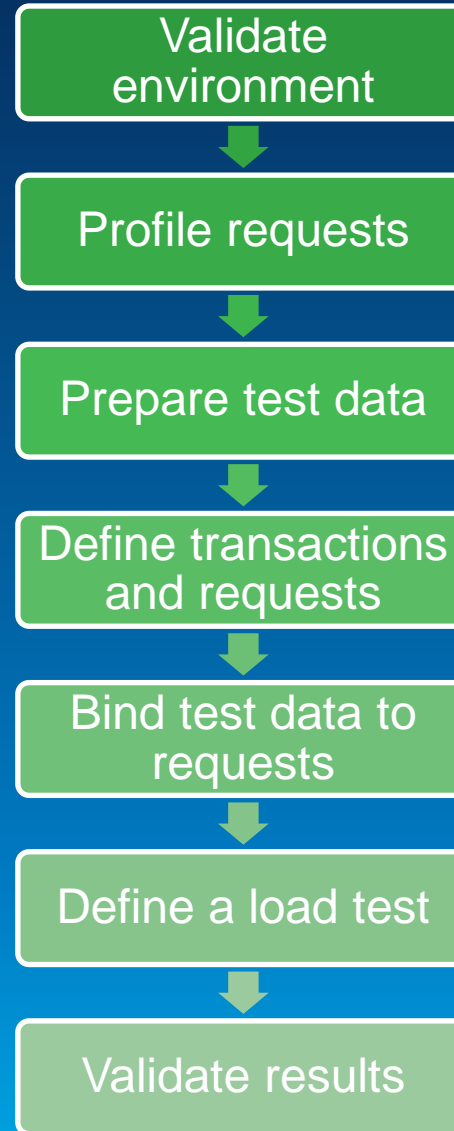 Validate
environment
Profile requests
Prepare test data
Define transactions
and requests
Bind test data to
requests
Define a load test
Validate results